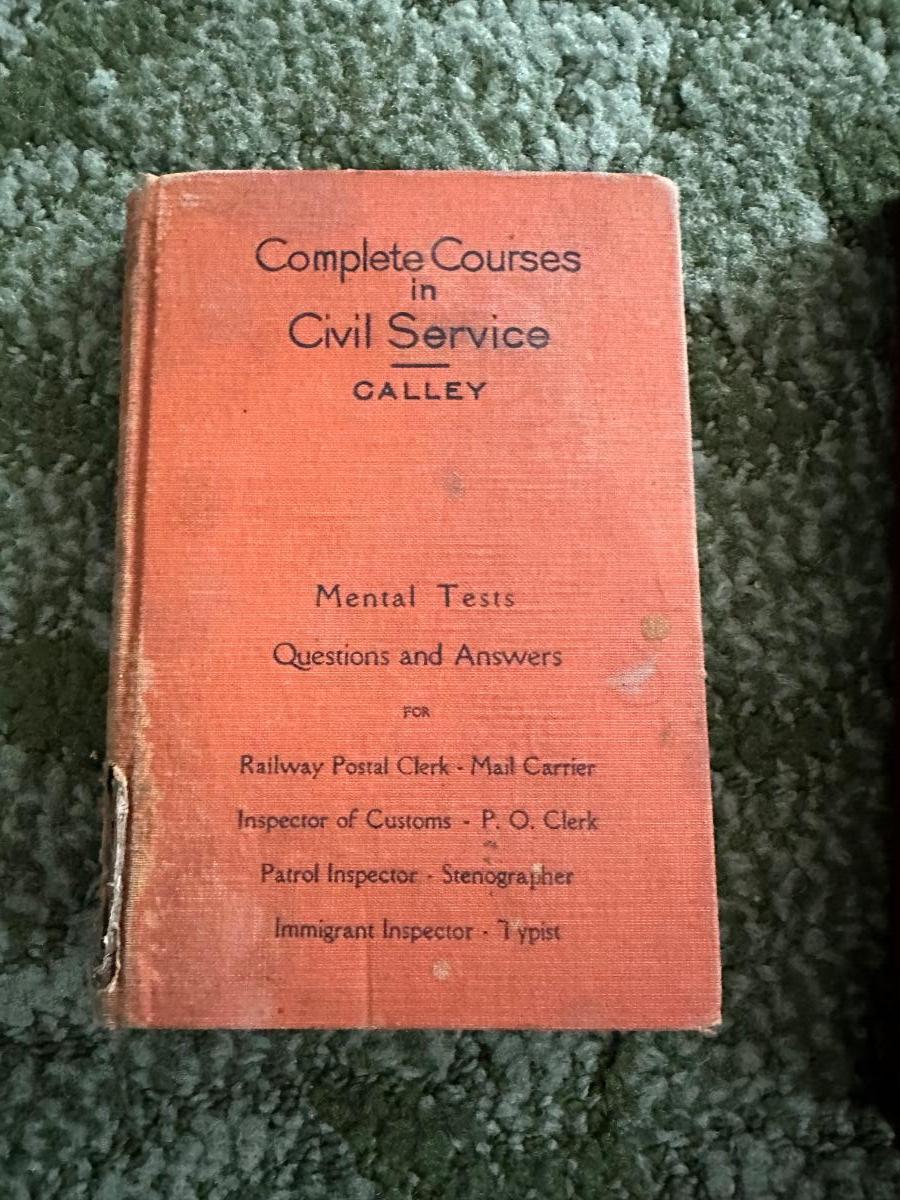 Complete Courses
in
Civil Service
CALLEY
Mental Tests
Questions and Answers
FOR
Railway Postal Clerk - Mail Carrier
Inspector of Customs - P. O. Clerk
Patrol Inspector - Stenographer
Immigrant Inspector - Typist